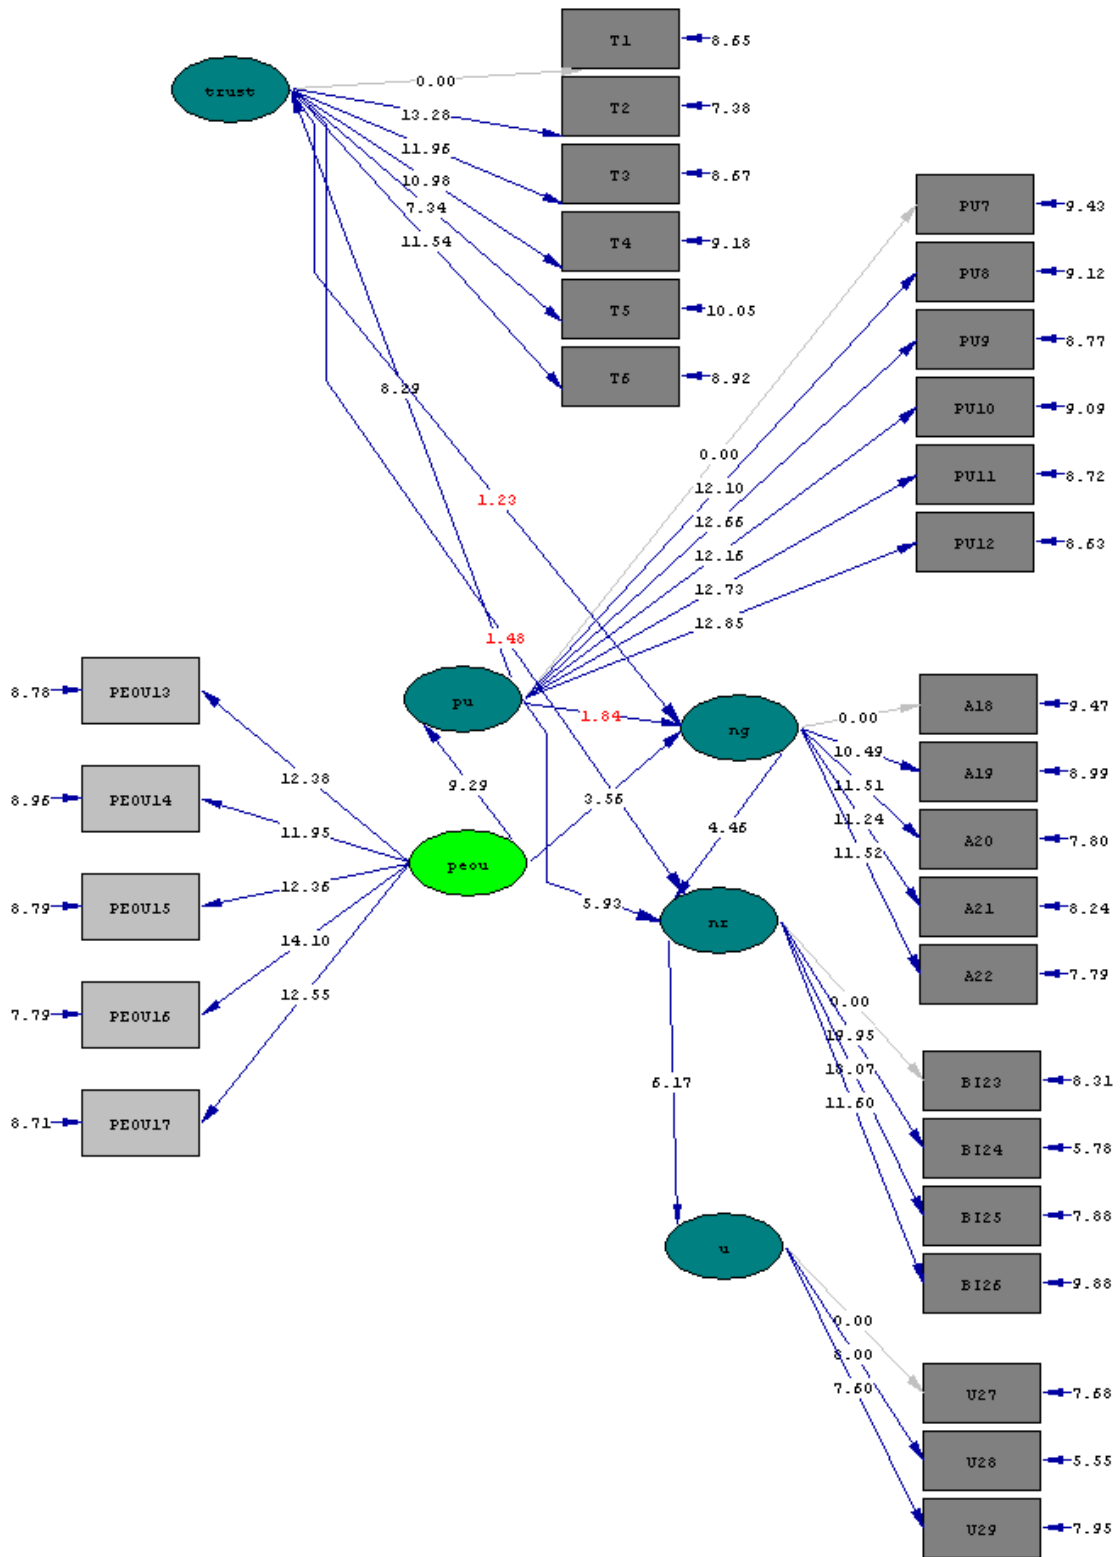 T1
8.65
trust
0.00
T2
7.38
13.28
11.96
T3
8.67
10.98
7.34
PU7
9.43
11.54
T4
9.18
PU8
9.12
T5
10.05
PU9
8.77
T6
8.92
8.29
PU10
9.09
0.00
PU11
8.72
12.10
1.23
12.66
PU12
8.63
12.16
12.73
12.85
1.48
8.78
PEOU13
pu
1.84
0.00
A18
9.47
ng
10.49
A19
8.99
12.38
9.29
3.56
11.51
8.96
PEOU14
11.24
4.46
A20
7.80
11.95
11.52
peou
12.36
5.93
8.79
PEOU15
A21
8.24
nr
14.10
A22
7.79
12.55
0.00
7.79
PEOU16
19.95
18.07
BI23
8.31
6.17
11.60
8.71
PEOU17
BI24
5.78
BI25
7.88
u
BI26
9.88
0.00
8.00
7.60
U27
7.68
U28
5.55
U29
7.95